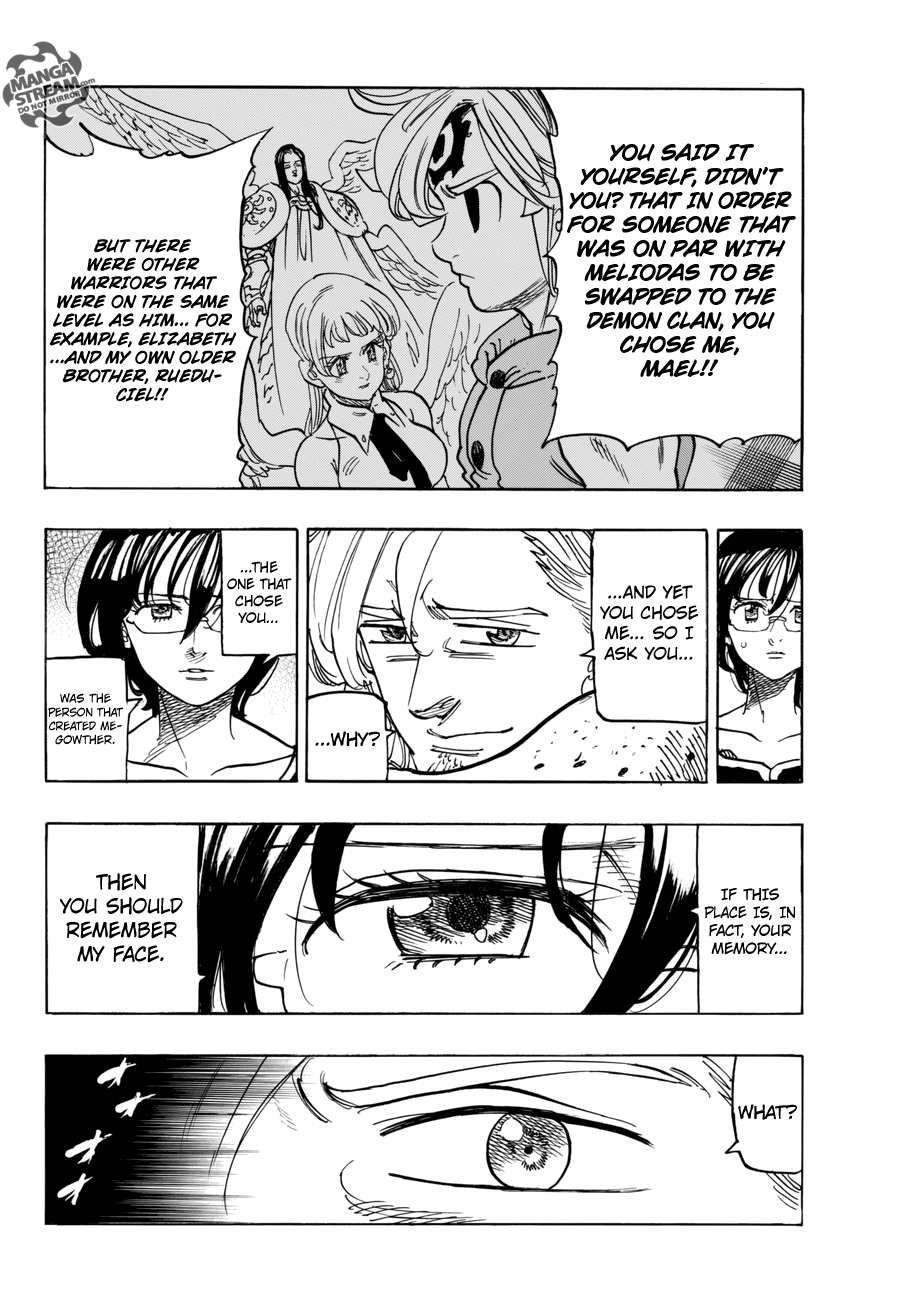 MANGA
STREAM.com
DO NOT MIRROR
YOU SAID IT
YOURSELF, DIDN'T
YOU? THAT IN ORDER
FOR SOMEONE THAT
WAS ON PAR WITH
MELIODAS TO BE
SWAPPED TO THE
DEMON CLAN, YOU
CHOSE ME,
MAEL!!
BUT THERE
WERE OTHER
WARRIORS THAT
WERE ON THE SAME
LEVEL AS HIM... FOR
EXAMPLE, ELIZABETH
...AND MY OWN OLDER
BROTHER, RUEDU-
CIEL!!
...AND YET
YOU CHOSE
ME... SO I
ASK YOU...
...WHY?
...THE
ONE THAT
CHOSE
YOU...
WAS THE
PERSON THAT
CREATED ME-
GOWTHER.
IF THIS
PLACE IS, IN
FACT, YOUR
MEMORY...
THEN
YOU SHOULD
REMEMBER
MY FACE.
WHAT?